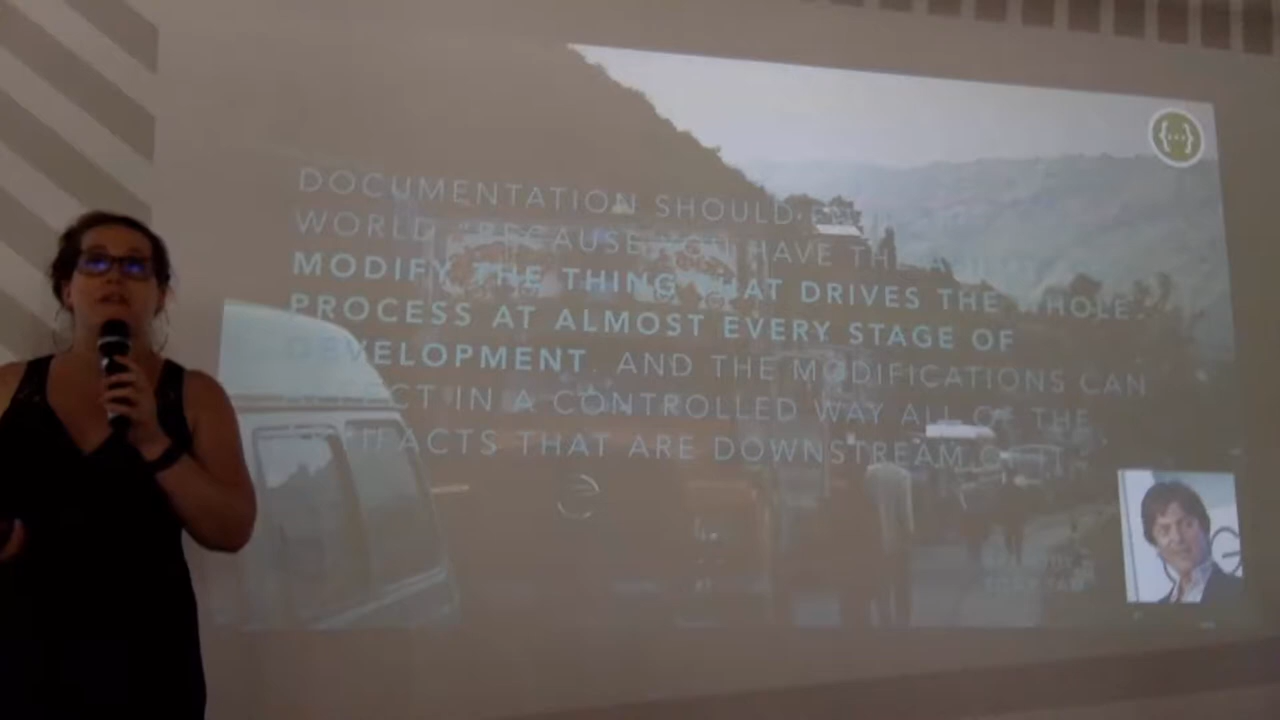 DOCUMENTATION SHOULD
WORLD "BECAUSE YOU HAVE THE
MODIFY THE THING THAT DRIVES THE WHOLE
PROCESS AT ALMOST EVERY STAGE OF
DEVELOPMENT, AND THE MODIFICATIONS CAN
IN A CONTROLLED WAY ALL OF THE
THAT ARE DOWNSTREAM
{...}